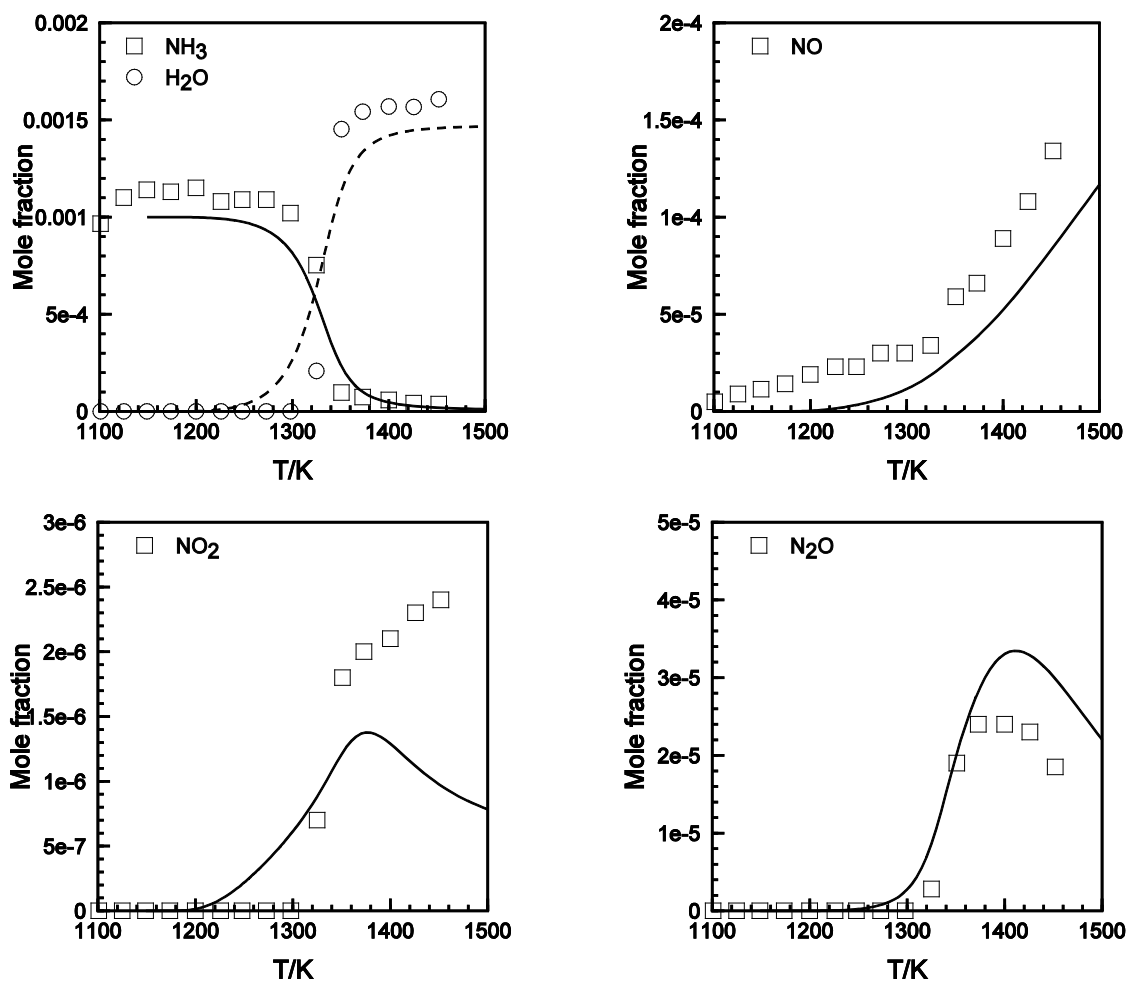 0.002
NH3
H2O
0.0015
0.001
5e-4
0
Mole fraction
1100 1200 1300 1400 1500
T/K
2e-4
NO
1.5e-4
1e-4
5e-5
0
Mole fraction
1100 1200 1300 1400 1500
T/K
3e-6
NO2
2.5e-6
2e-6
1.5e-6
1e-6
5e-7
0
Mole fraction
1100 1200 1300 1400 1500
T/K
5e-5
N2O
4e-5
3e-5
2e-5
1e-5
0
Mole fraction
1100 1200 1300 1400 1500
T/K